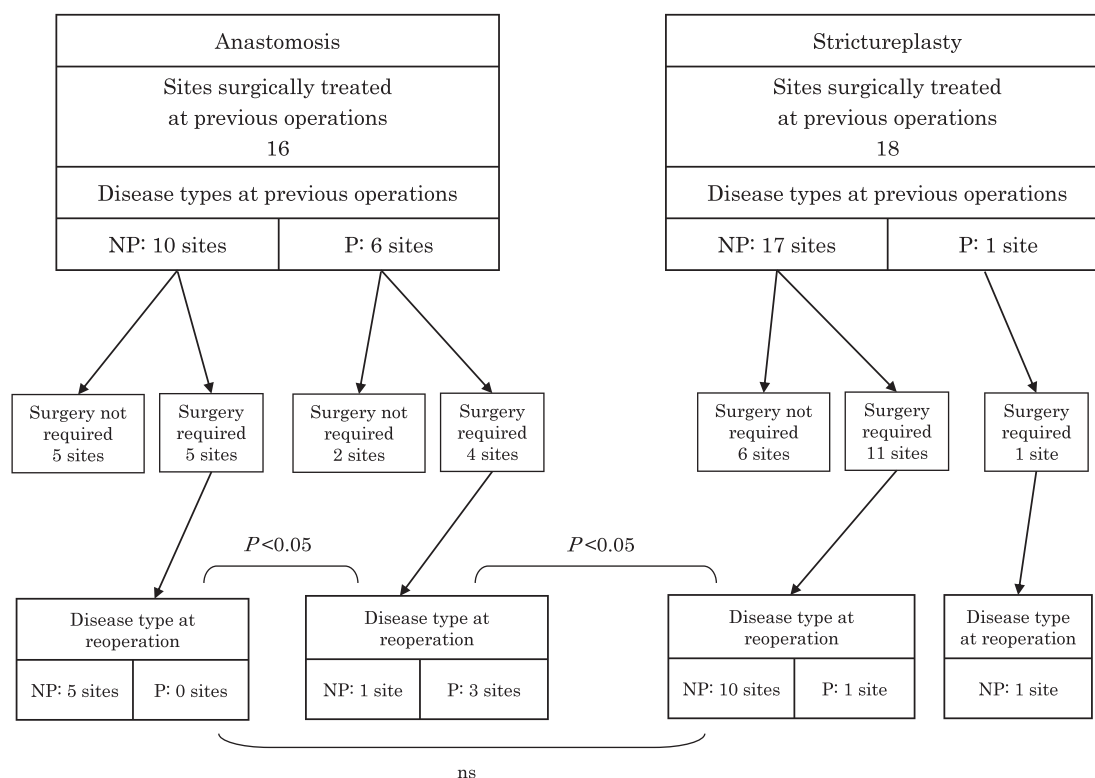 Anastomosis
Sites surgically treated
at previous operations
16
Disease types at previous operations
NP: 10 sites
P: 6 sites
Strictureplasty
Sites surgically treated
at previous operations
18
Disease types at previous operations
NP: 17 sites
P: 1 site
Surgery not
required
5 sites
Surgery
required
5 sites
Surgery not
required
2 sites
Surgery
required
4 sites
Surgery not
required
6 sites
Surgery
required
11 sites
Surgery
required
1 site
P<0.05
P<0.05
Disease type at
reoperation
NP: 5 sites
P: 0 sites
Disease type at
reoperation
NP: 1 site
P: 3 sites
Disease type at
reoperation
NP: 10 sites
P: 1 site
Disease type
at reoperation
NP: 1 site
ns